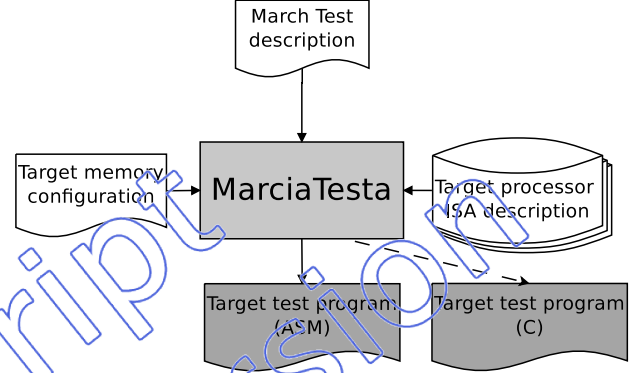 March Test
description
Target memory
configuration
MarciaTesta
Target processor
ISA description
Target test program
(ASM)
Target test program
(C)